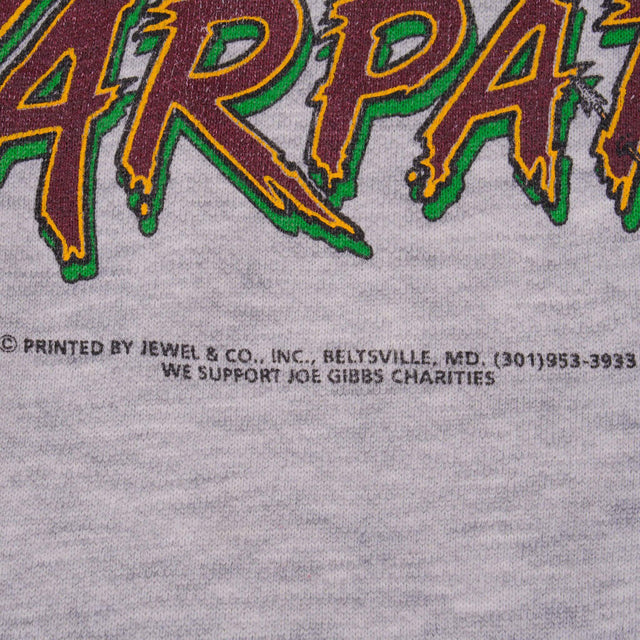 ARPA
© PRINTED BY JEWEL & CO., INC., BELTSVILLE, MD. (301)953-3933
WE SUPPORT JOE GIBBS CHARITIES